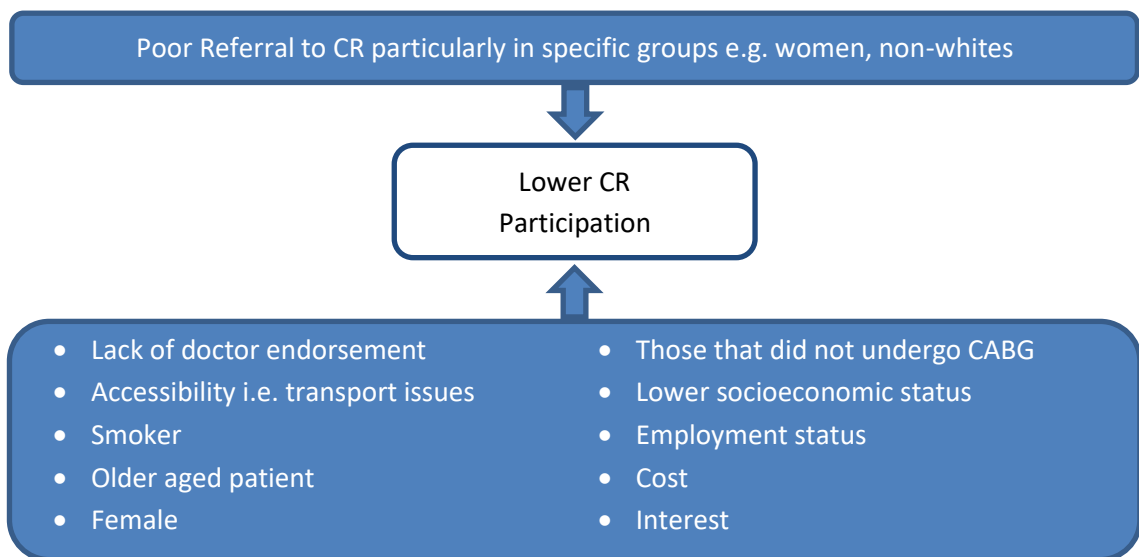 Poor Referral to CR particularly in specific groups e.g. women, non-whites
Lower CR
Participation
• Lack of doctor endorsement
• Accessibility i.e. transport issues
• Smoker
• Older aged patient
• Female
• Those that did not undergo CABG
• Lower socioeconomic status
• Employment status
• Cost
• Interest